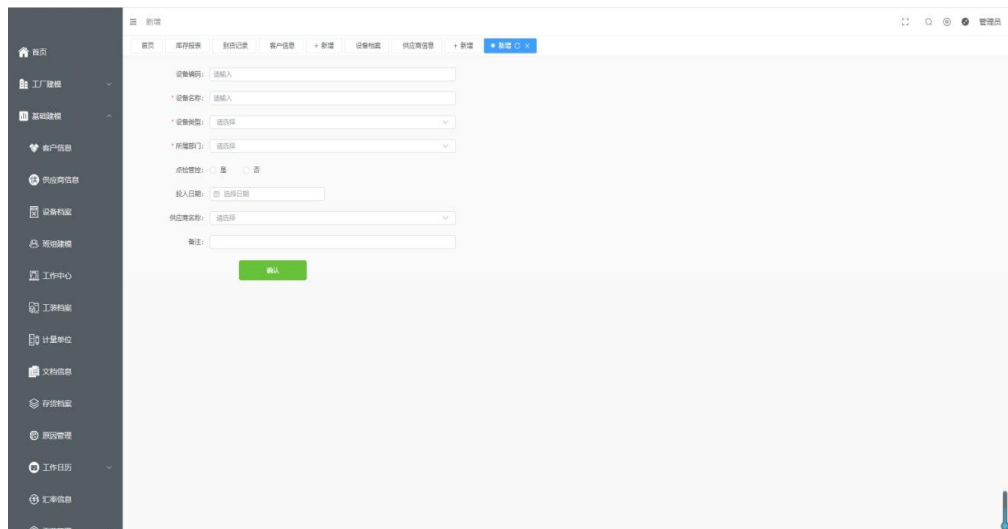 新增
管理员
首页 库存报表 到货记录 客户信息 + 新增 设备档案 供应商信息 + 新增 新增
首页
工厂建模
基础建模
客户信息
供应商信息
设备档案
班组建模
工作中心
工装档案
计量单位
文档信息
存货档案
原因管理
工作日历
汇率信息
设备编码: 请输入
* 设备名称: 请输入
* 设备类型: 请选择
* 所属部门: 请选择
点检管控: 是 否
投入日期: 选择日期
供应商名称: 请选择
备注:
确认